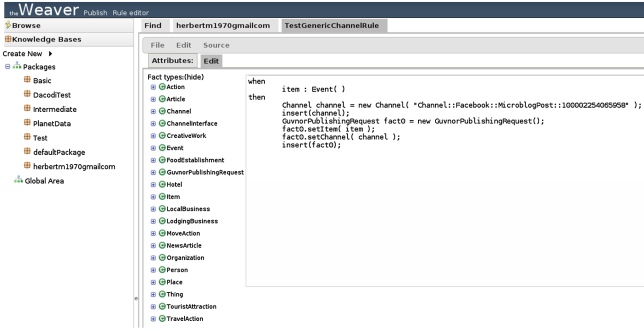 the Weaver Publish Rule editor
Browse
Knowledge Bases
Create New
Packages
Basic
DacodiTest
Intermediate
PlanetData
Test
defaultPackage
herbertm1970gmailcom
Global Area
Find herbertm1970gmailcom TestGenericChannelRule
File Edit Source
Attributes: Edit
Fact types:(hide)
Action
Article
Channel
ChannelInterface
CreativeWork
Event
FoodEstablishment
GuvnorPublishingRequest
Hotel
Item
LocalBusiness
LodgingBusiness
MoveAction
NewsArticle
Organization
Person
Place
Thing
TouristAttraction
TravelAction
when
item : Event( )
then
Channel channel = new Channel( "Channel::Facebook::MicroblogPost::100002254065958" );
insert(channel);
GuvnorPublishingRequest fact0 = new GuvnorPublishingRequest();
fact0.setItem( item );
fact0.setChannel( channel );
insert(fact0);